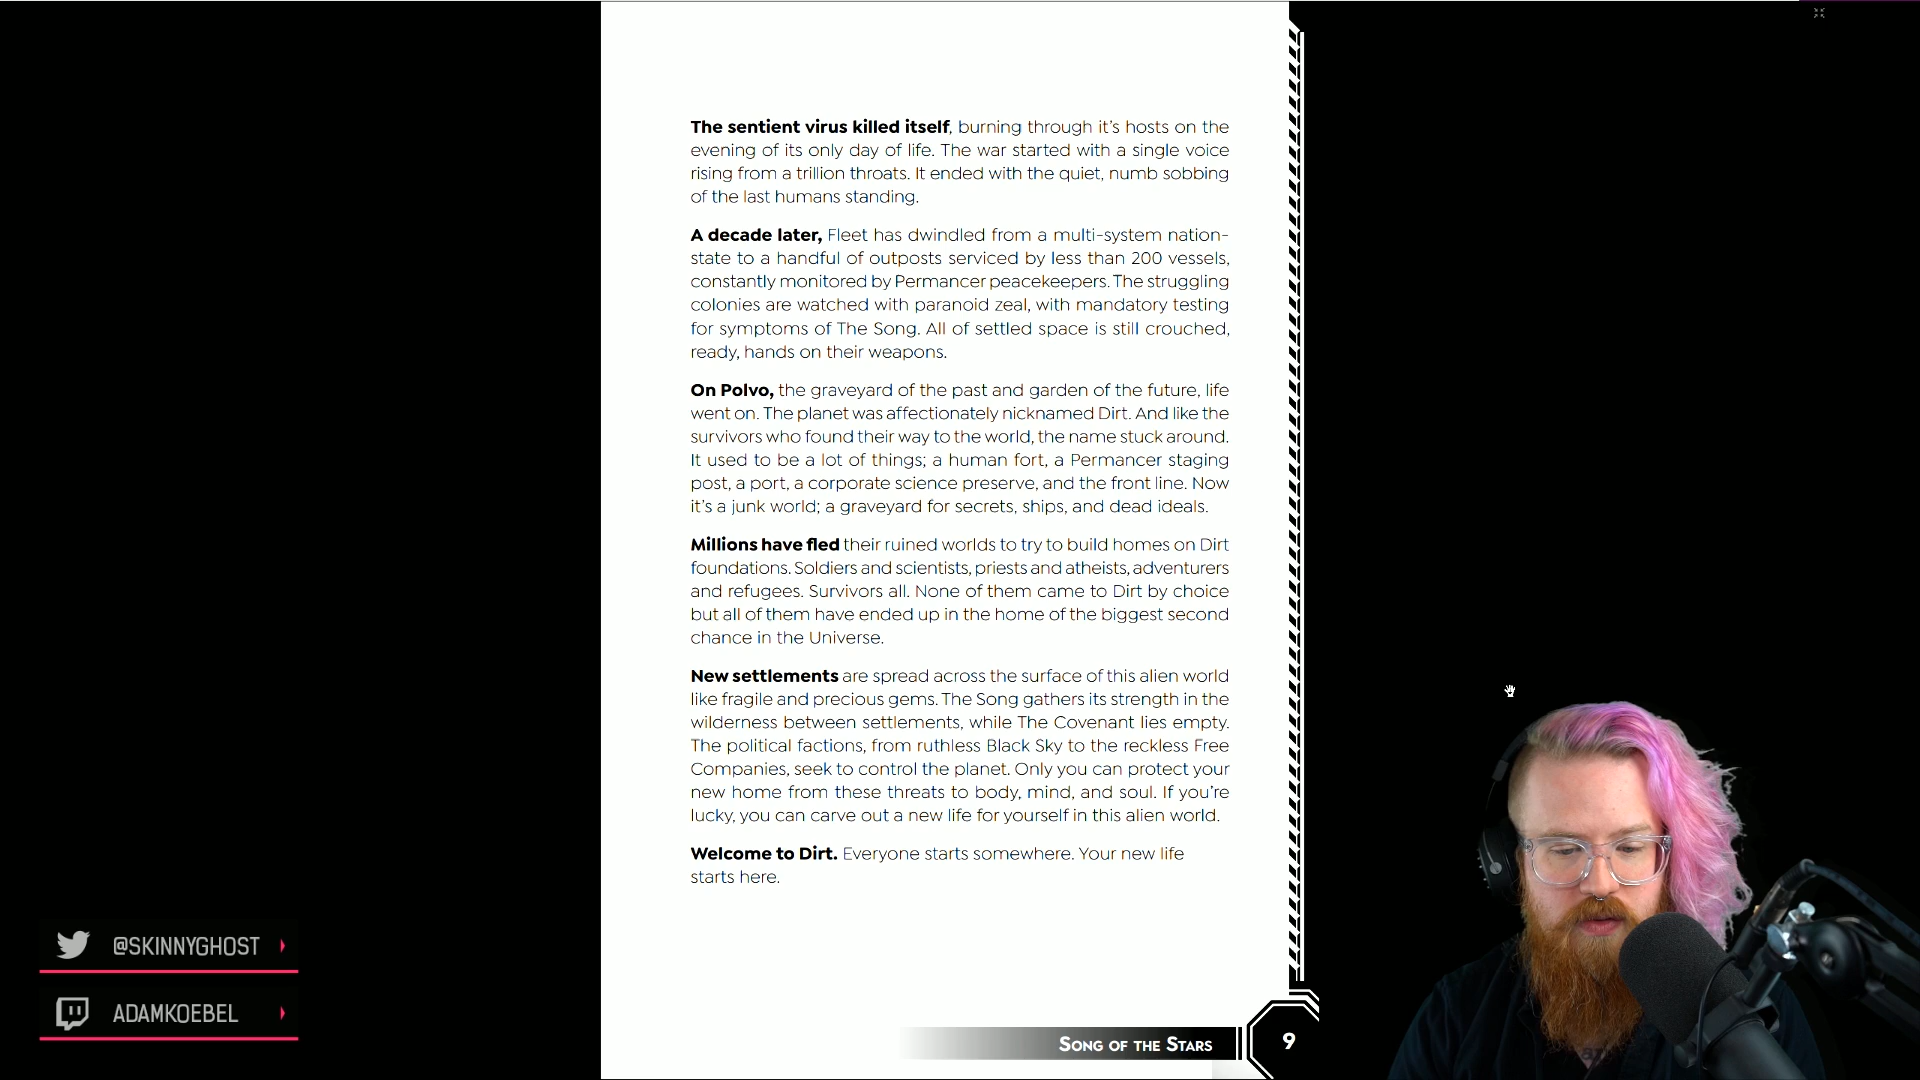 The sentient virus killed itself, burning through it's hosts on the
evening of its only day of life. The war started with a single voice
rising from a trillion throats. It ended with the quiet, numb sobbing
of the last humans standing.
A decade later, Fleet has dwindled from a multi-system nation-
state to a handful of outposts serviced by less than 200 vessels,
constantly monitored by Permancer peacekeepers. The struggling
colonies are watched with paranoid zeal, with mandatory testing
for symptoms of The Song. All of settled space is still crouched,
ready, hands on their weapons.
On Polvo, the graveyard of the past and garden of the future, life
went on. The planet was affectionately nicknamed Dirt. And like the
survivors who found their way to the world, the name stuck around.
It used to be a lot of things; a human fort, a Permancer staging
post, a port, a corporate science preserve, and the front line. Now
it's a junk world; a graveyard for secrets, ships, and dead ideals.
Millions have fled their ruined worlds to try to build homes on Dirt
foundations. Soldiers and scientists, priests and atheists, adventurers
and refugees. Survivors all. None of them came to Dirt by choice
but all of them have ended up in the home of the biggest second
chance in the Universe.
New settlements are spread across the surface of this alien world
like fragile and precious gems. The Song gathers its strength in the
wilderness between settlements, while The Covenant lies empty.
The political factions, from ruthless Black Sky to the reckless Free
Companies, seek to control the planet. Only you can protect your
new home from these threats to body, mind, and soul. If you're
lucky, you can carve out a new life for yourself in this alien world.
Welcome to Dirt. Everyone starts somewhere. Your new life
starts here.
Song of the Stars 9
@SKINNYGHOST
ADAMKOEBEL